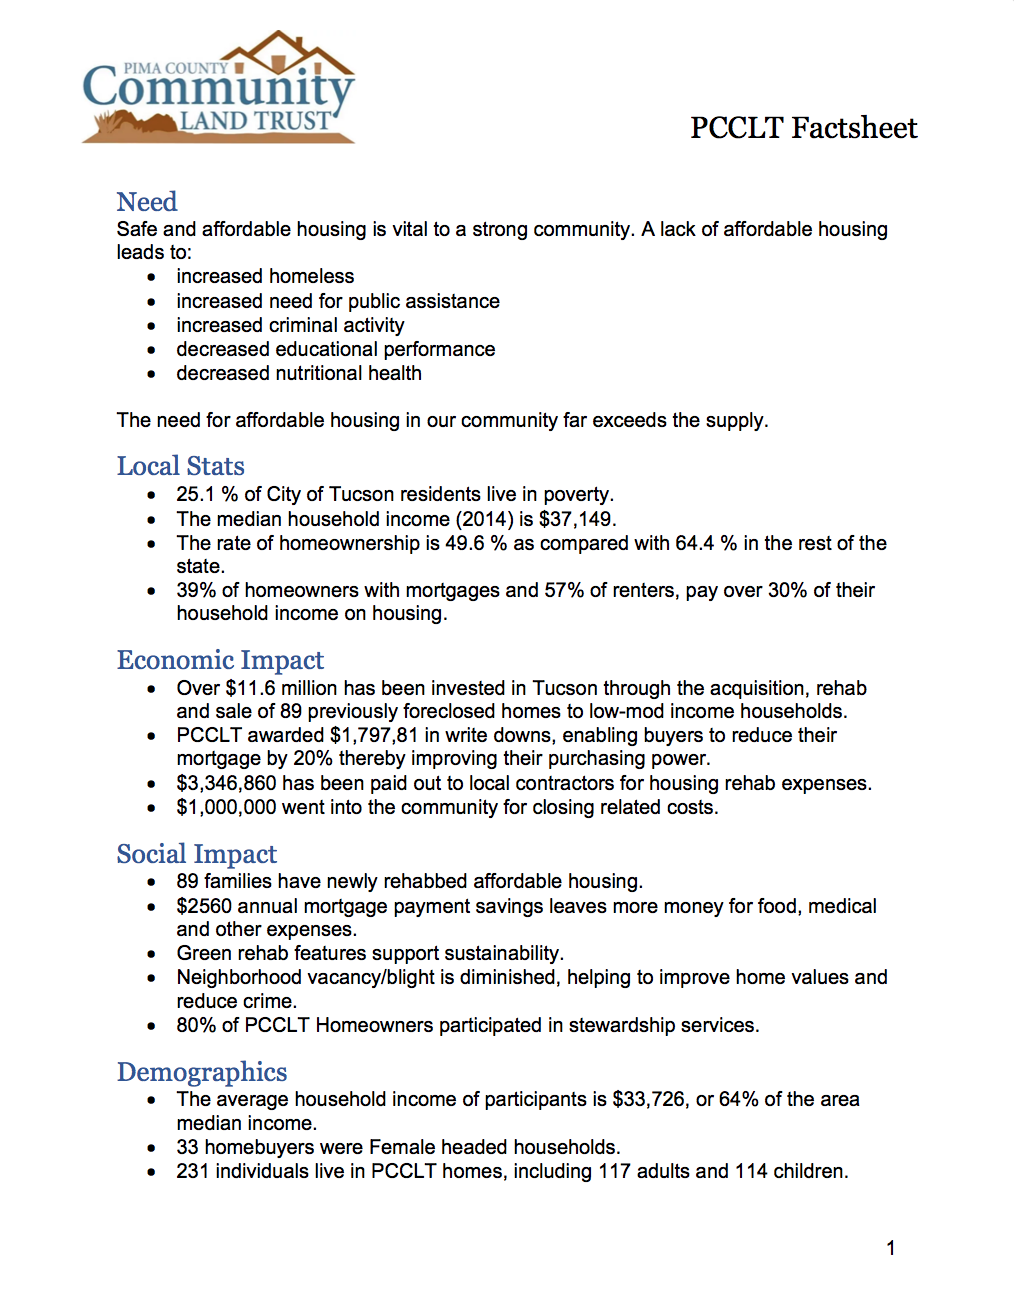 PIMA COUNTY
Community
LAND TRUST
PCCLT Factsheet
Need
Safe and affordable housing is vital to a strong community. A lack of affordable housing
leads to:
• increased homeless
• increased need for public assistance
• increased criminal activity
• decreased educational performance
• decreased nutritional health
The need for affordable housing in our community far exceeds the supply.
Local Stats
• 25.1 % of City of Tucson residents live in poverty.
• The median household income (2014) is $37,149.
• The rate of homeownership is 49.6 % as compared with 64.4 % in the rest of the
state.
• 39% of homeowners with mortgages and 57% of renters, pay over 30% of their
household income on housing.
Economic Impact
• Over $11.6 million has been invested in Tucson through the acquisition, rehab
and sale of 89 previously foreclosed homes to low-mod income households.
• PCCLT awarded $1,797,81 in write downs, enabling buyers to reduce their
mortgage by 20% thereby improving their purchasing power.
• $3,346,860 has been paid out to local contractors for housing rehab expenses.
• $1,000,000 went into the community for closing related costs.
Social Impact
• 89 families have newly rehabbed affordable housing.
• $2560 annual mortgage payment savings leaves more money for food, medical
and other expenses.
• Green rehab features support sustainability.
• Neighborhood vacancy/blight is diminished, helping to improve home values and
reduce crime.
• 80% of PCCLT Homeowners participated in stewardship services.
Demographics
• The average household income of participants is $33,726, or 64% of the area
median income.
• 33 homebuyers were Female headed households.
• 231 individuals live in PCCLT homes, including 117 adults and 114 children.
1